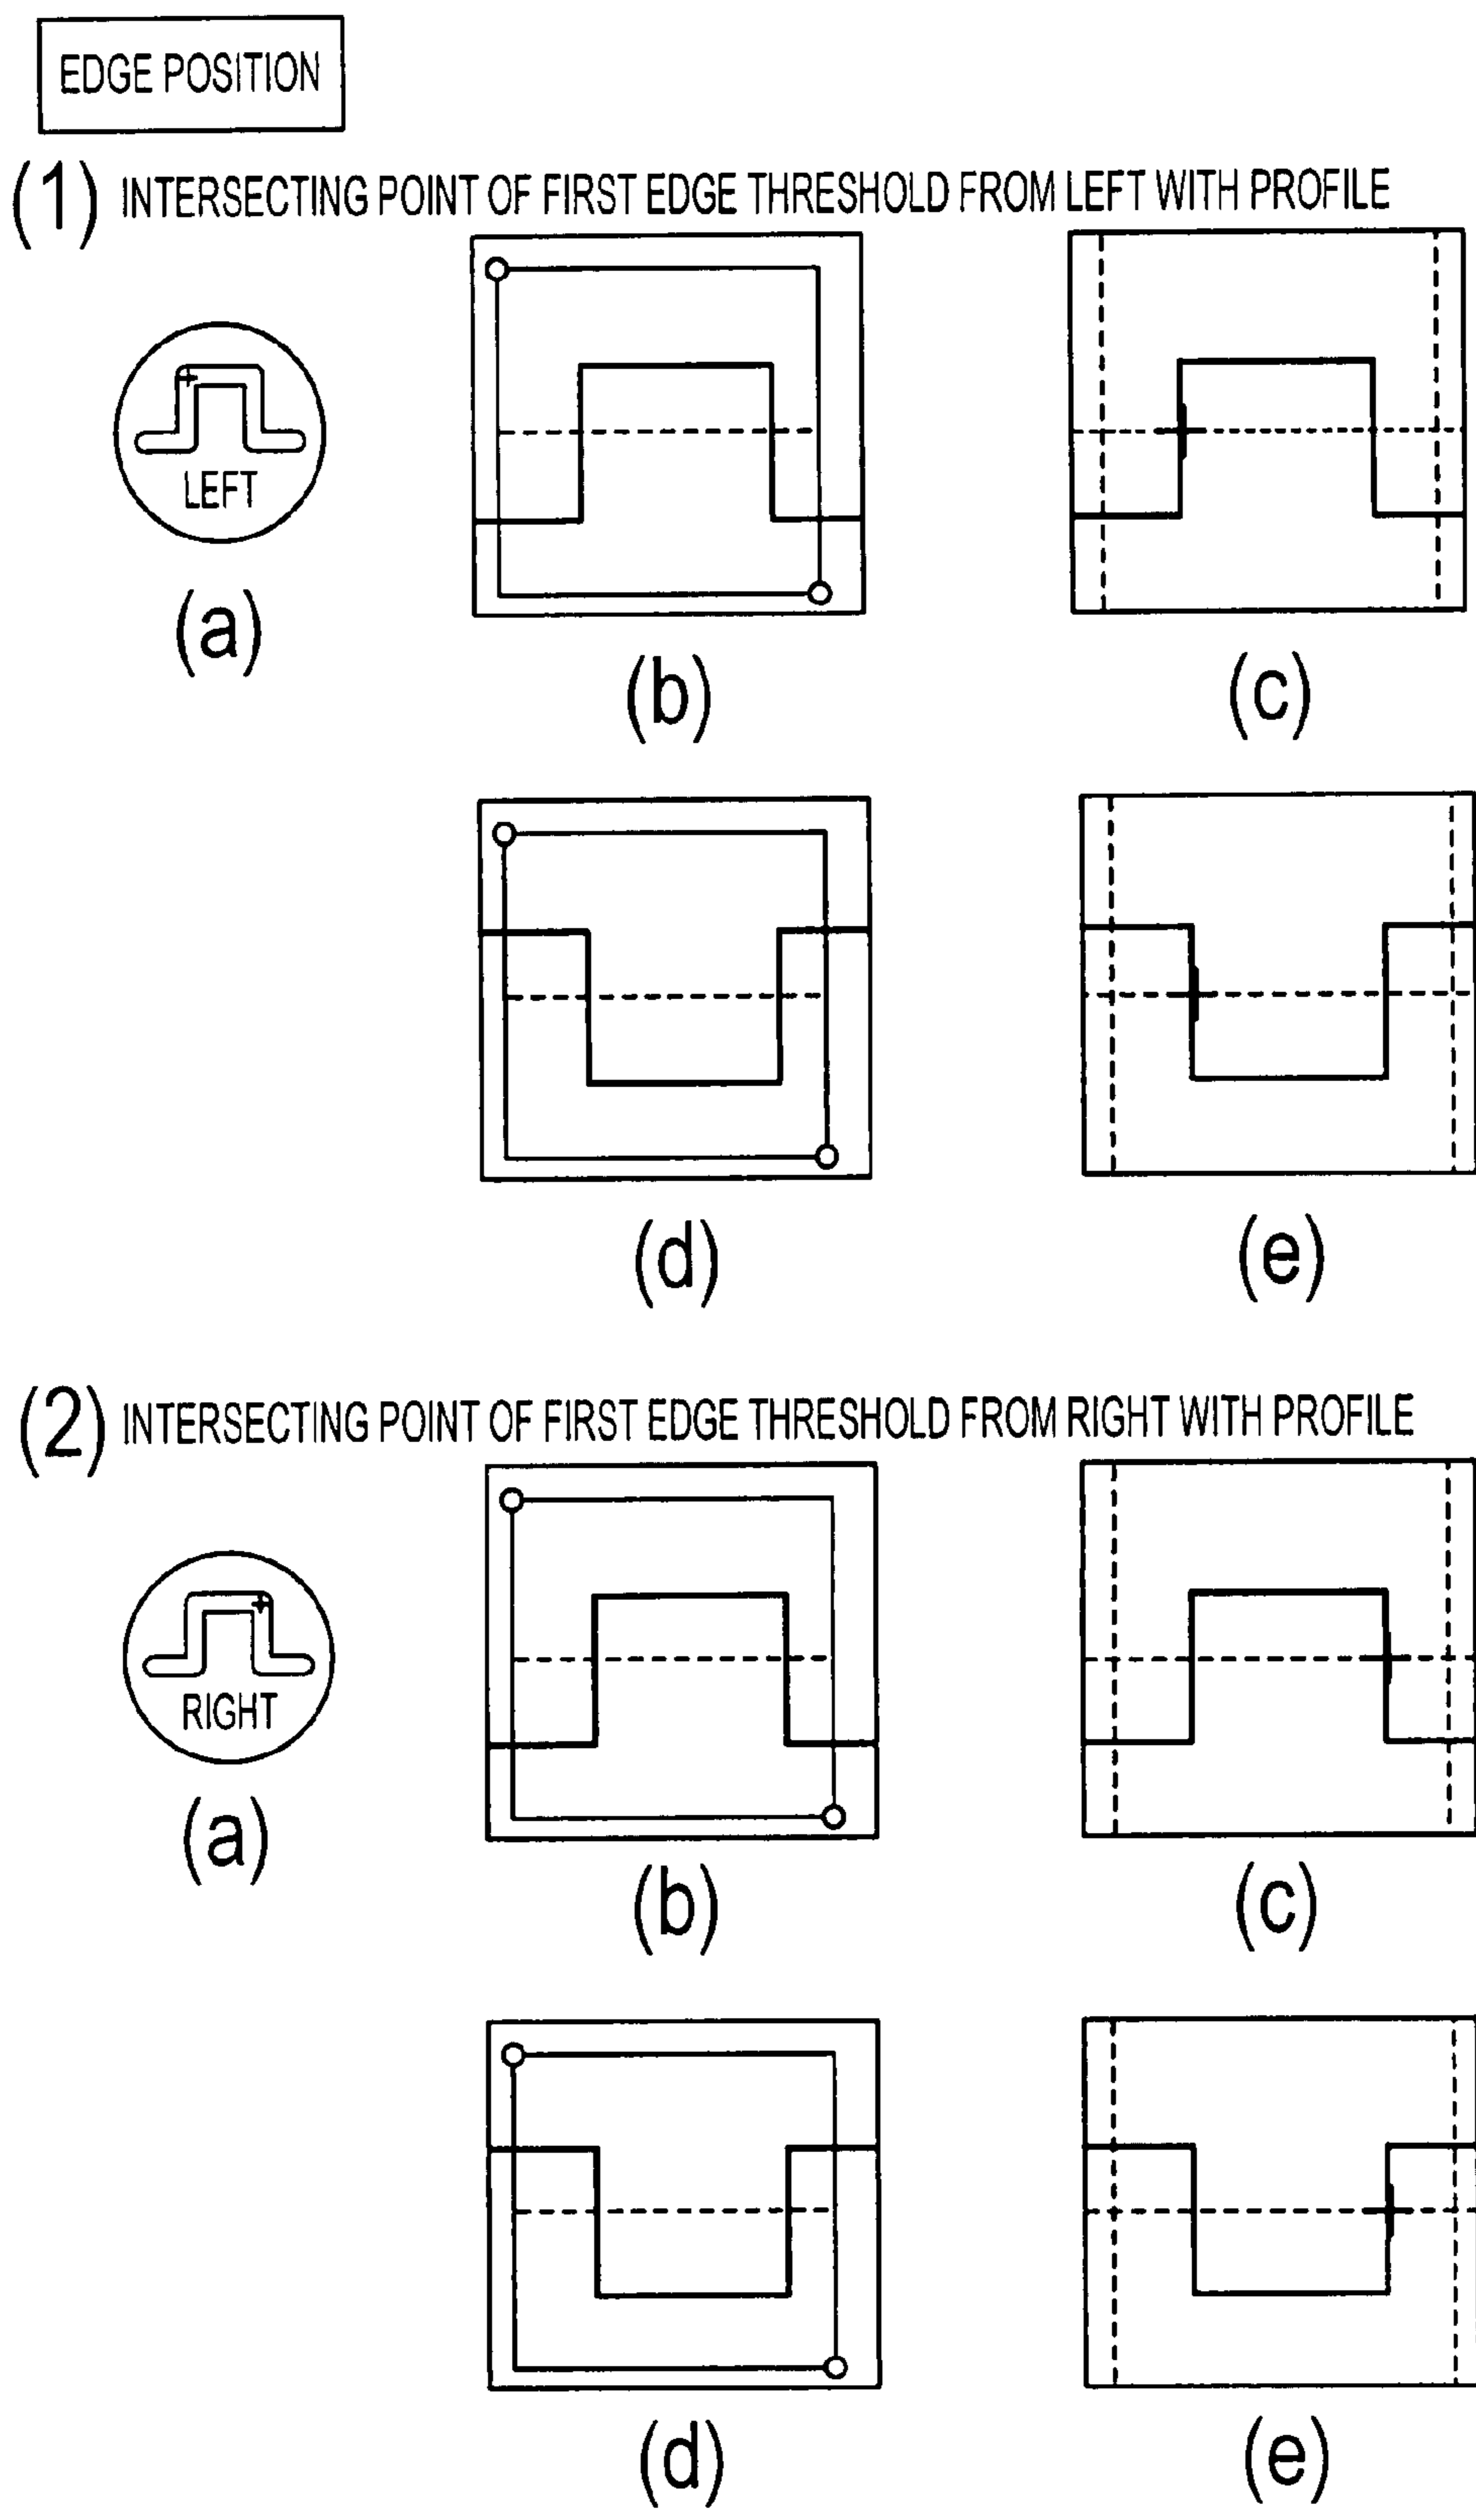 EDGE POSITION
(1) INTERSECTING POINT OF FIRST EDGE THRESHOLD FROM LEFT WITH PROFILE
LEFT
(a)
(b)
(c)
(d)
(e)
(2) INTERSECTING POINT OF FIRST EDGE THRESHOLD FROM RIGHT WITH PROFILE
RIGHT
(a)
(b)
(c)
(d)
(e)